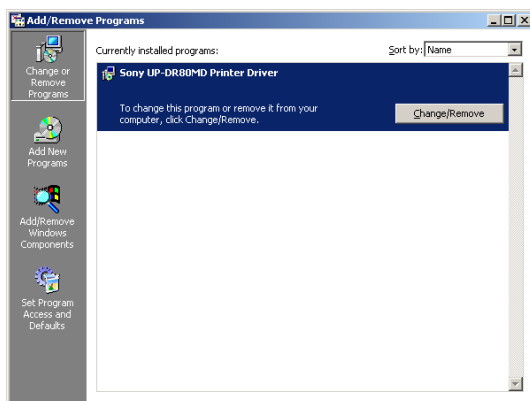 Add/Remove Programs
Change or
Remove
Programs
Add New
Programs
Add/Remove
Windows
Components
Set Program
Access and
Defaults
Currently installed programs:
Sort by: Name
Sony UP-DR80MD Printer Driver
To change this program or remove it from your
computer, click Change/Remove.
Change/Remove